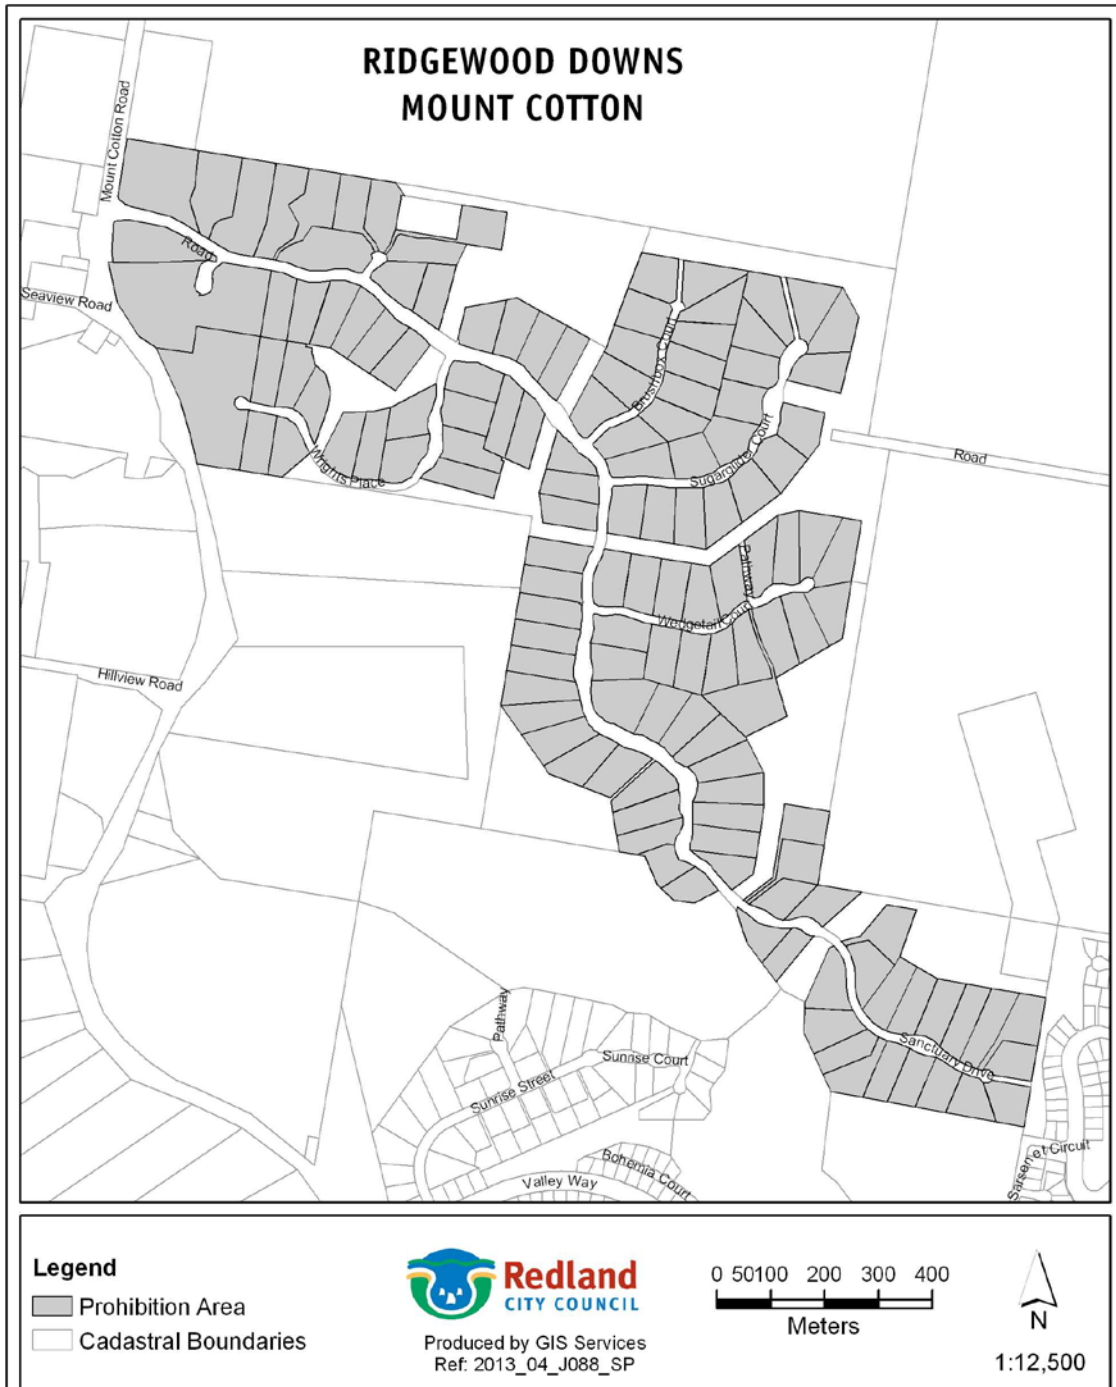 RIDGEWOOD DOWNS
MOUNT COTTON
Mount Cotton Road
Road
Seaview Road
Brushbox Court
Sugarglider Court
Road
Wrights Place
Pathway
Wedgetail Court
Hillview Road
Pathway
Sunrise Court
Sunrise Street
Sanctuary Drive
Bohemia Court
Valley Way
Sarsenet Circuit
Legend
Prohibition Area
Cadastral Boundaries
Redland
CITY COUNCIL
Produced by GIS Services
Ref: 2013_04_J088_SP
0 50100 200 300 400
Meters
N
1:12,500